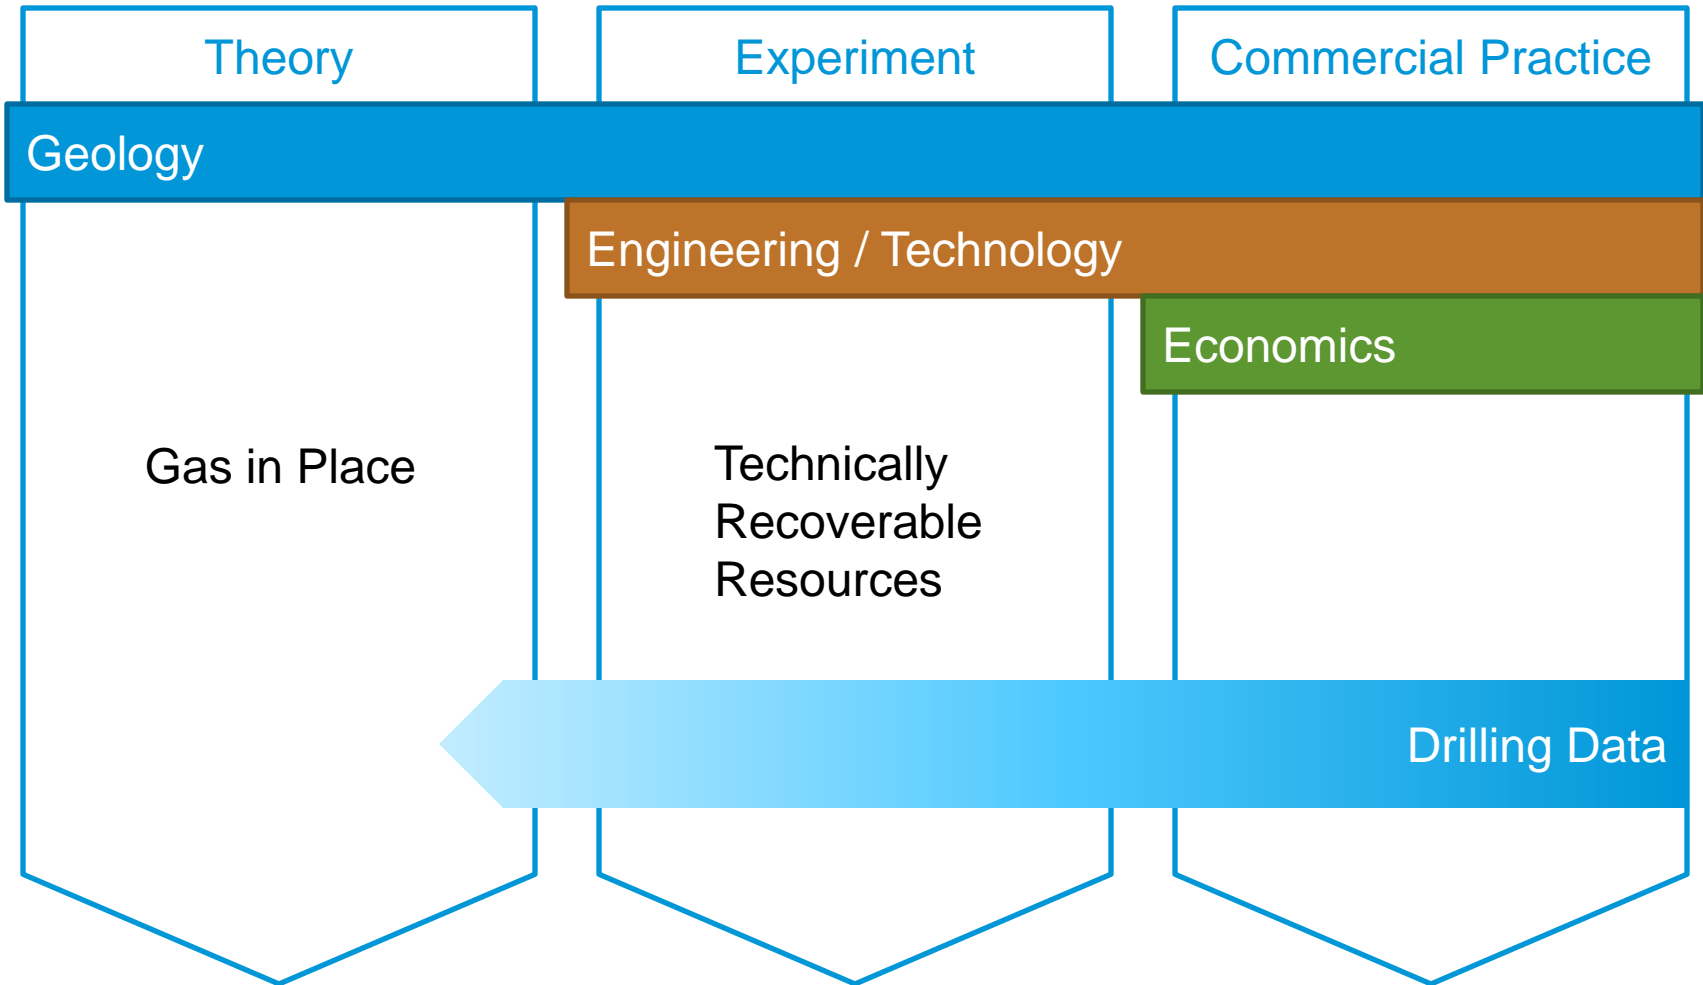 Theory
Experiment
Commercial Practice
Geology
Engineering / Technology
Economics
Gas in Place
Technically
Recoverable
Resources
Drilling Data